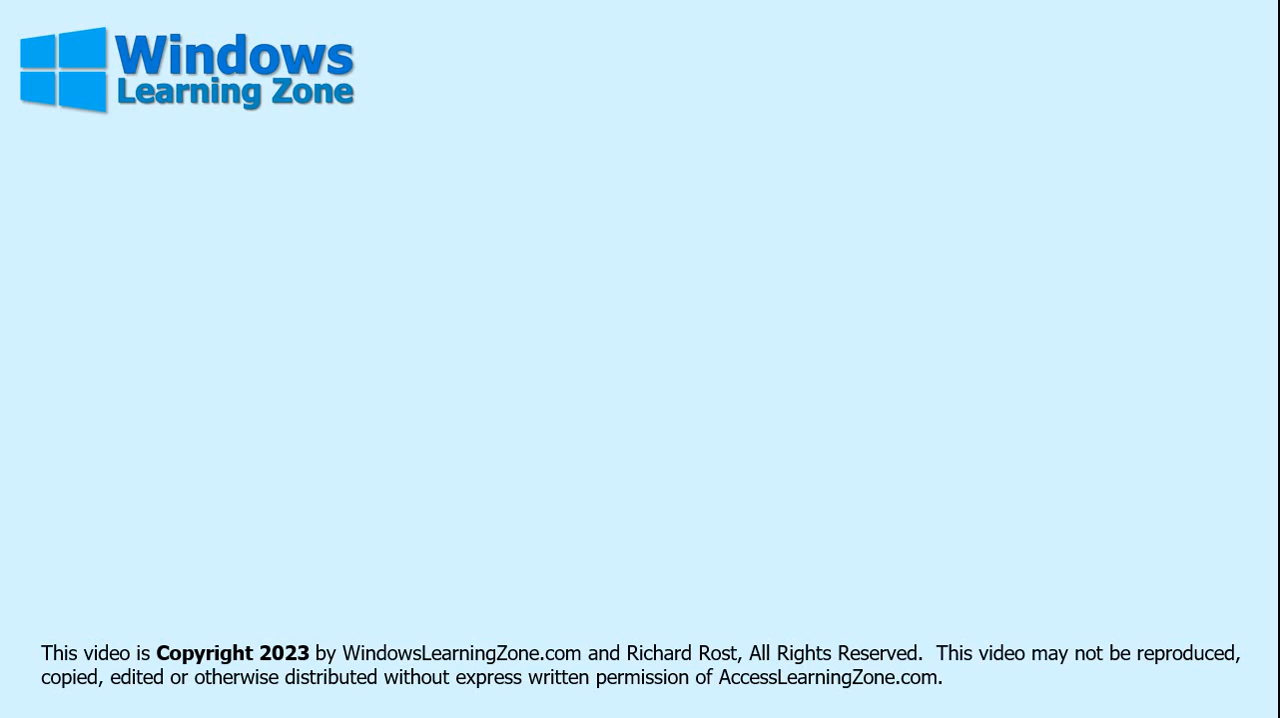 Windows
Learning Zone
This video is Copyright 2023 by WindowsLearningZone.com and Richard Rost, All Rights Reserved.  This video may not be reproduced,
copied, edited or otherwise distributed without express written permission of AccessLearningZone.com.